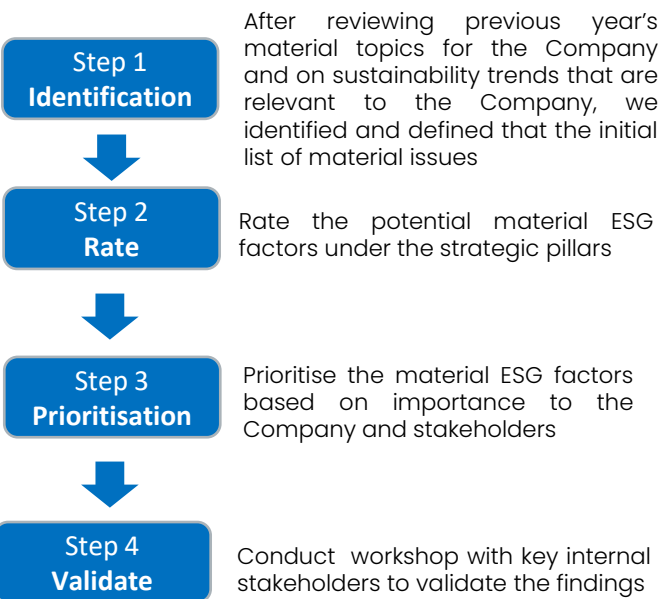 Step 1
Identification
After reviewing previous year's
material topics for the Company
and on sustainability trends that are
relevant to the Company, we
identified and defined that the initial
list of material issues
Step 2
Rate
Rate the potential material ESG
factors under the strategic pillars
Step 3
Prioritisation
Prioritise the material ESG factors
based on importance to the
Company and stakeholders
Step 4
Validate
Conduct workshop with key internal
stakeholders to validate the findings